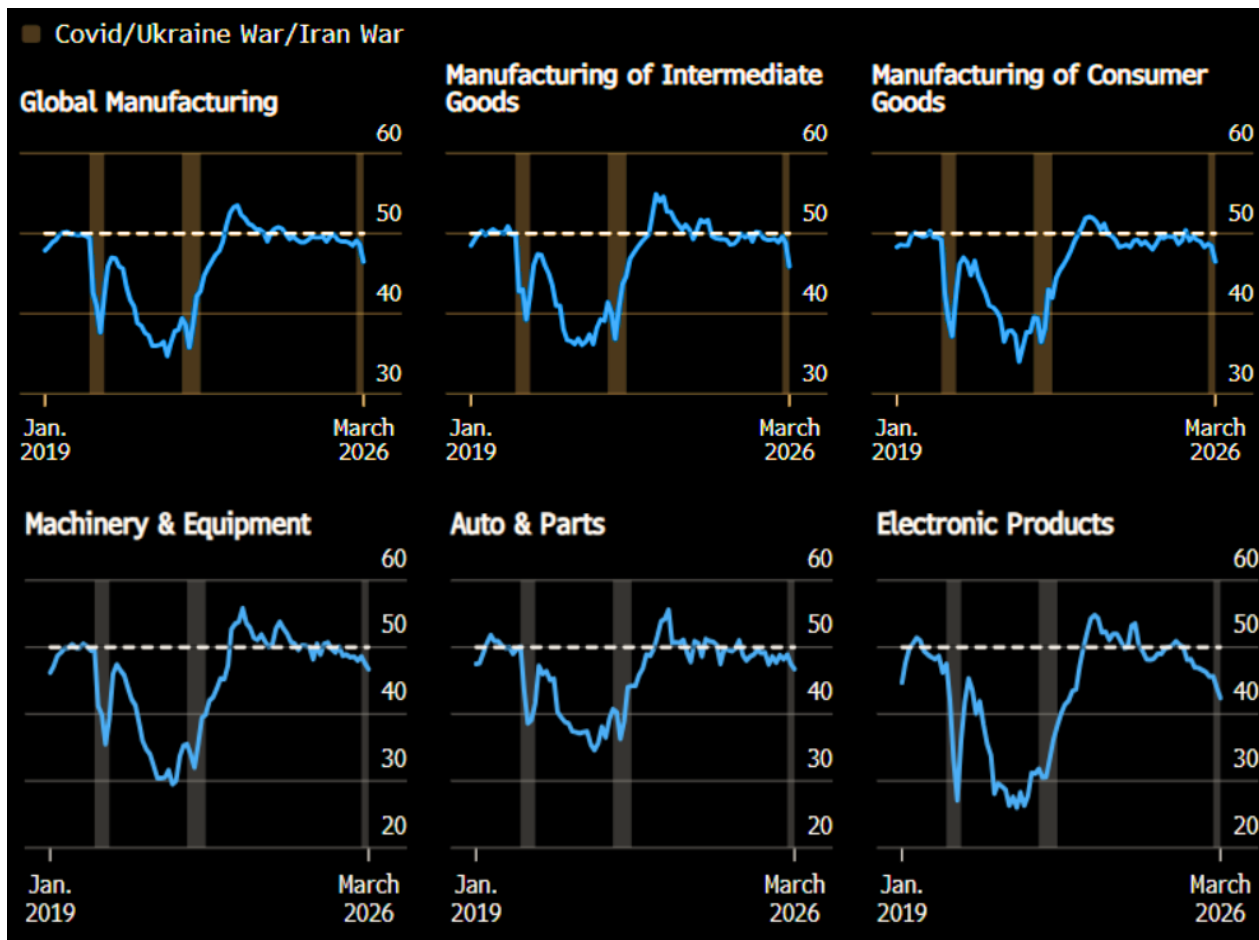 Covid/Ukraine War/Iran War
Global Manufacturing
60
50
40
30
Jan.
2019
March
2026
Manufacturing of Intermediate
Goods
60
50
40
30
Jan.
2019
March
2026
Manufacturing of Consumer
Goods
60
50
40
30
Jan.
2019
March
2026
Machinery & Equipment
60
50
40
30
20
Jan.
2019
March
2026
Auto & Parts
60
50
40
30
20
Jan.
2019
March
2026
Electronic Products
60
50
40
30
20
Jan.
2019
March
2026